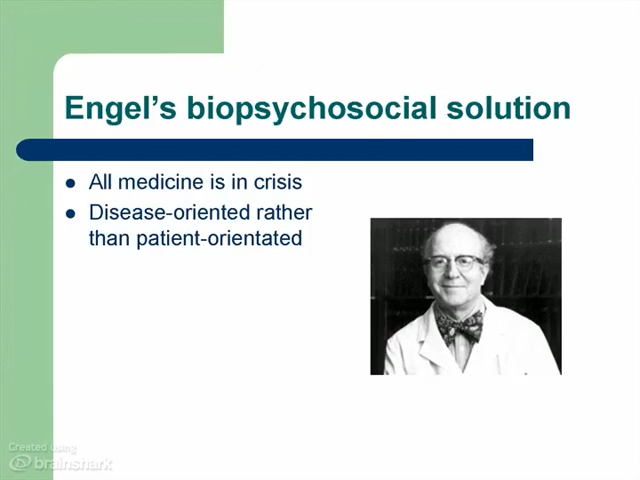 Engel's biopsychosocial solution
All medicine is in crisis
Disease-oriented rather
than patient-orientated
Created using
brainshark